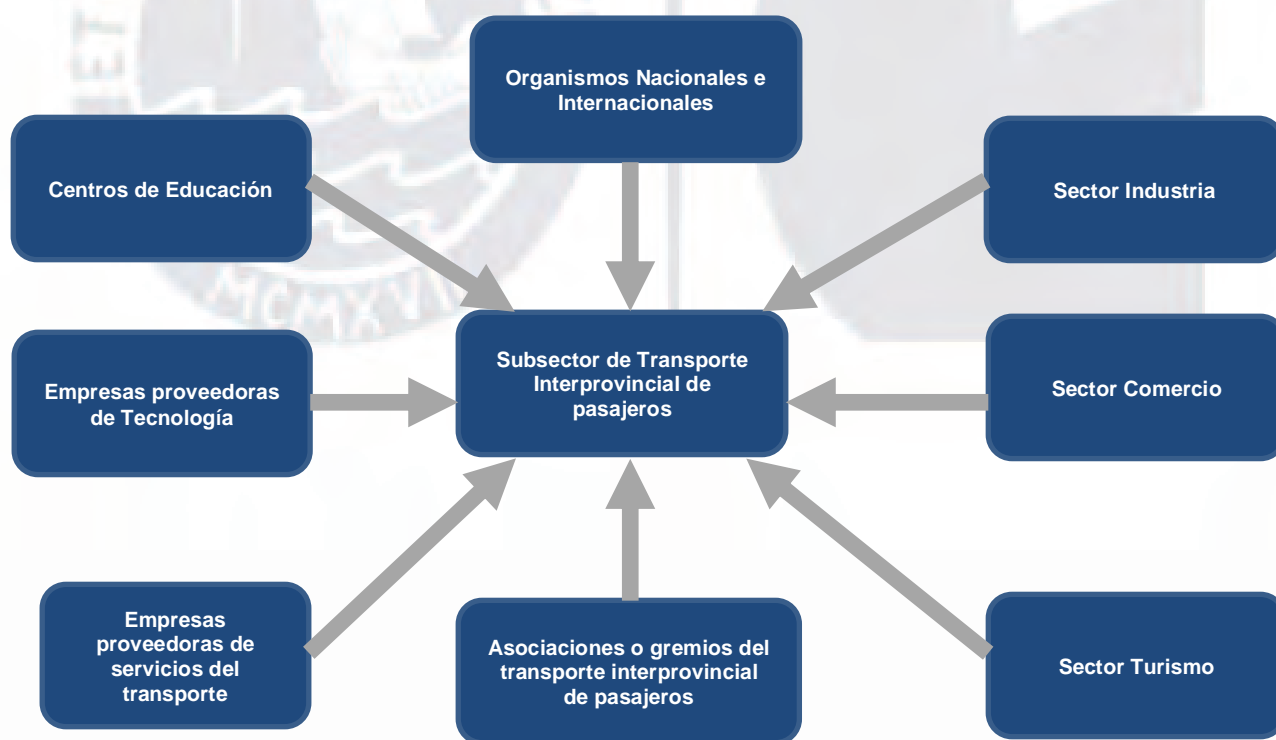 Organismos Nacionales e
Internacionales
Centros de Educación
Sector Industria
Empresas proveedoras
de Tecnología
Subsector de Transporte
Interprovincial de
pasajeros
Sector Comercio
Empresas
proveedoras de
servicios del
transporte
Asociaciones o gremios del
transporte interprovincial
de pasajeros
Sector Turismo
MCMXVII